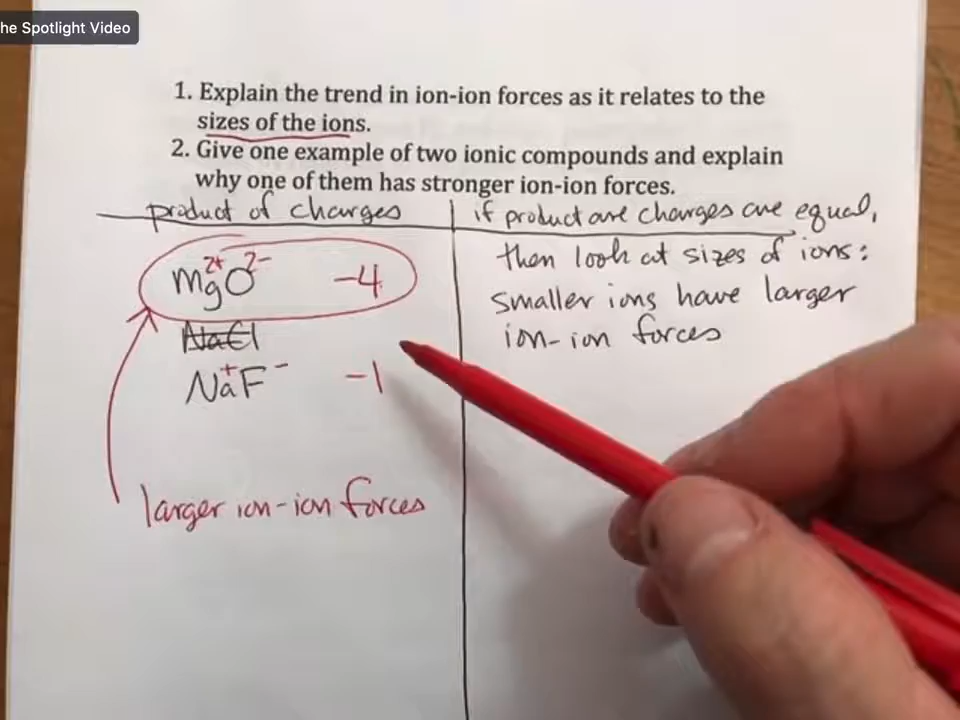 he Spotlight Video
1. Explain the trend in ion-ion forces as it relates to the
sizes of the ions.
2. Give one example of two ionic compounds and explain
why one of them has stronger ion-ion forces.
product of charges
if product are charges are equal,
then look at sizes of ions:
smaller ions have larger
ion-ion forces
Mg2+O2- -4
NaCl
Na+F- -1
larger ion-ion forces